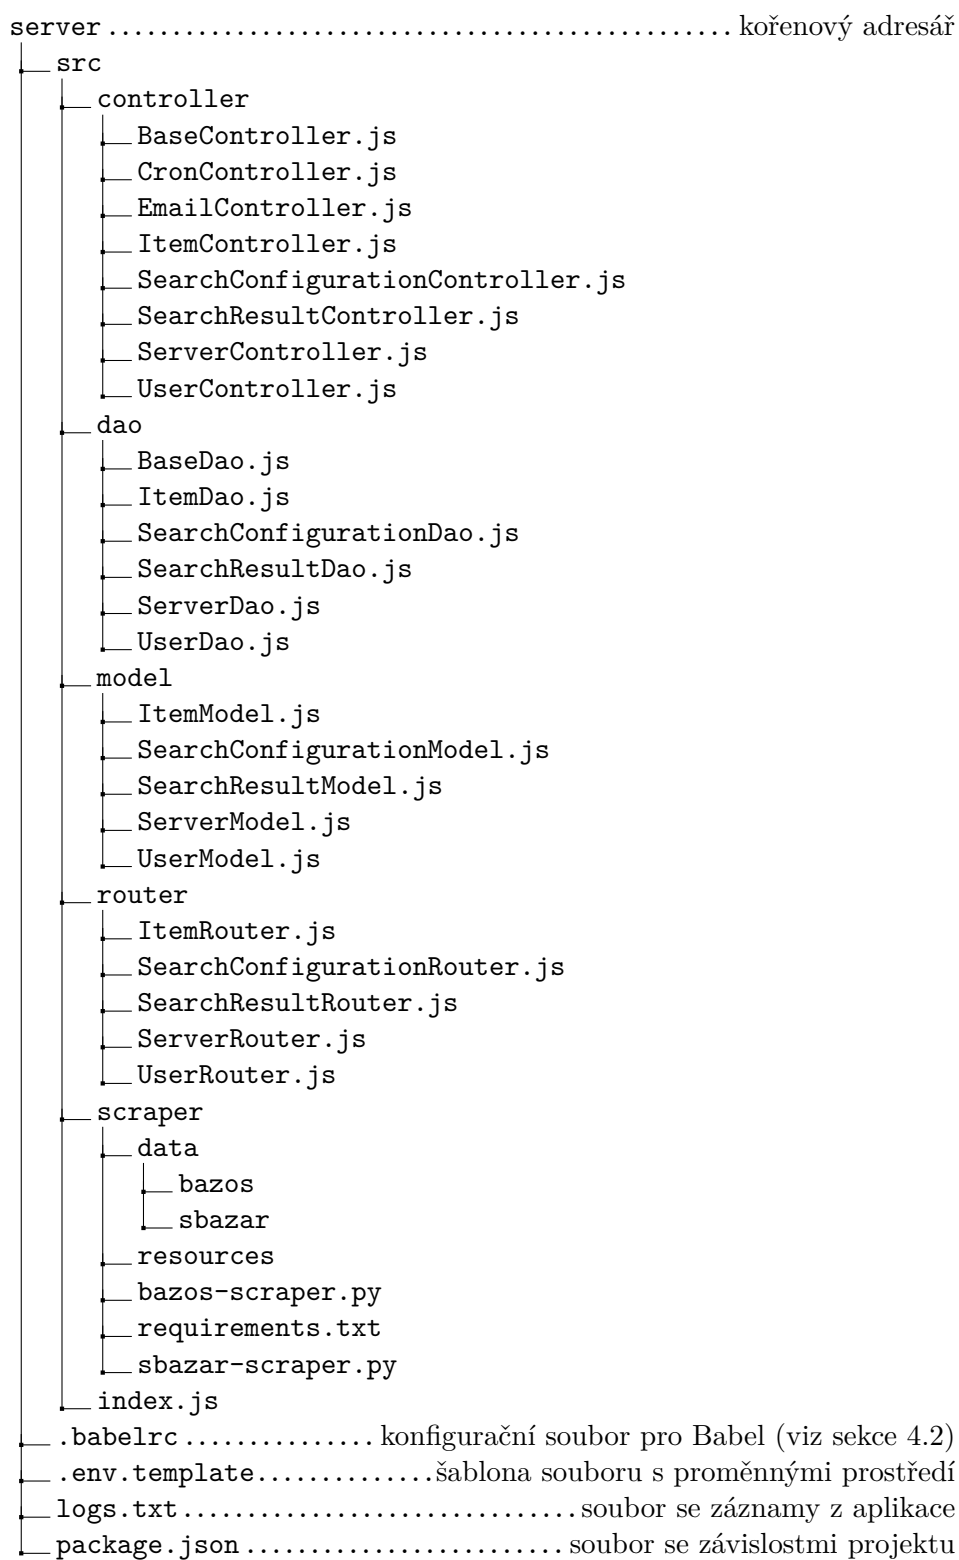 server.................................................kořenový adresář
src
controller
BaseController.js
CronController.js
EmailController.js
ItemController.js
SearchConfigurationController.js
SearchResultController.js
ServerController.js
UserController.js
dao
BaseDao.js
ItemDao.js
SearchConfigurationDao.js
SearchResultDao.js
ServerDao.js
UserDao.js
model
ItemModel.js
SearchConfigurationModel.js
SearchResultModel.js
ServerModel.js
UserModel.js
router
ItemRouter.js
SearchConfigurationRouter.js
SearchResultRouter.js
ServerRouter.js
UserRouter.js
scraper
data
bazos
sbazar
resources
bazos-scraper.py
requirements.txt
sbazar-scraper.py
index.js
.babelrc...............konfigurační soubor pro Babel (viz sekce 4.2)
.env.template..............šablona souboru s proměnnými prostředí
logs.txt...............................soubor se záznamy z aplikace
package.json.........................soubor se závislostmi projektu